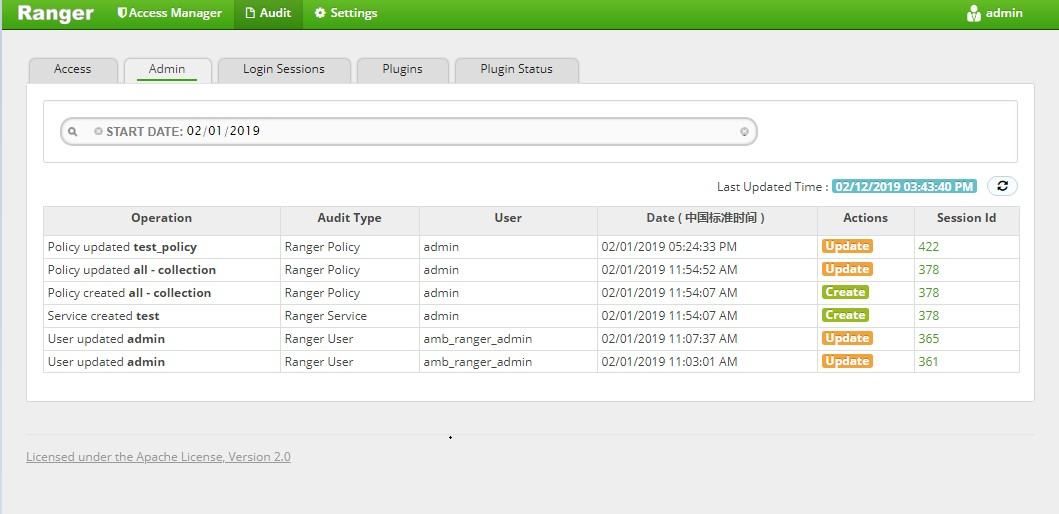 Ranger Access Manager Audit Settings admin
Access Admin Login Sessions Plugins Plugin Status
START DATE: 02/01/2019
Last Updated Time : 02/12/2019 03:43:40 PM
Operation Audit Type User Date ( 中国标准时间 ) Actions Session Id
Policy updated test_policy Ranger Policy admin 02/01/2019 05:24:33 PM Update 422
Policy updated all - collection Ranger Policy admin 02/01/2019 11:54:52 AM Update 378
Policy created all - collection Ranger Policy admin 02/01/2019 11:54:07 AM Create 378
Service created test Ranger Service admin 02/01/2019 11:54:07 AM Create 378
User updated admin Ranger User amb_ranger_admin 02/01/2019 11:07:37 AM Update 365
User updated admin Ranger User amb_ranger_admin 02/01/2019 11:03:01 AM Update 361
Licensed under the Apache License, Version 2.0